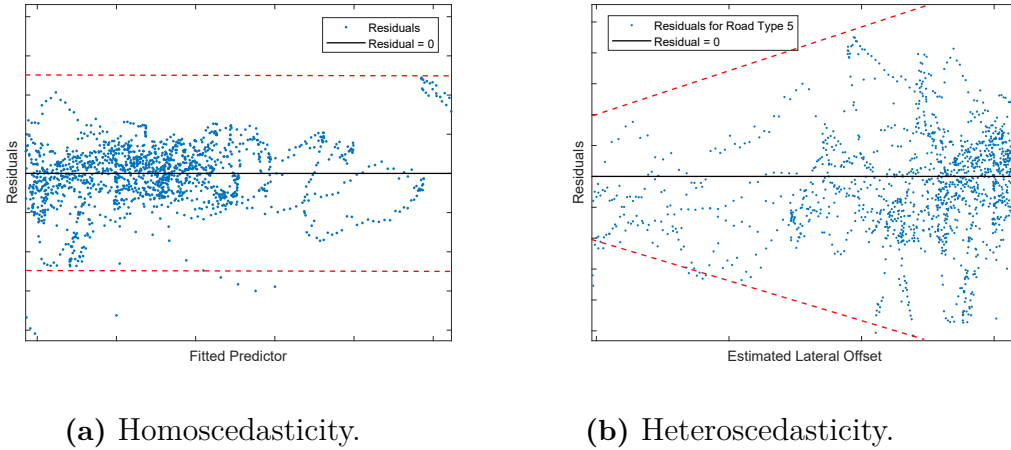 Residuals
Residual = 0
Residuals
Fitted Predictor
(a) Homoscedasticity.
Residuals for Road Type 5
Residual = 0
Residuals
Estimated Lateral Offset
(b) Heteroscedasticity.